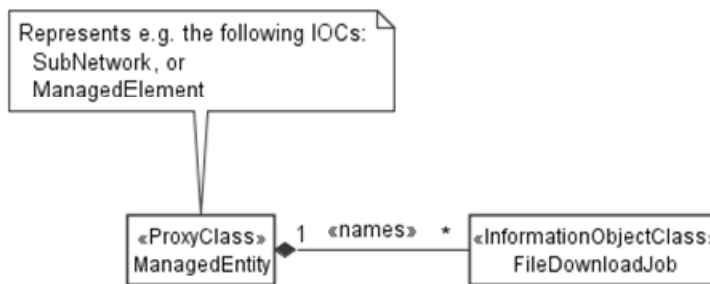 Represents e.g. the following IOCs:
SubNetwork, or
ManagedElement
«ProxyClass»
ManagedEntity
1
«names»
*
«InformationObjectClass»
FileDownloadJob